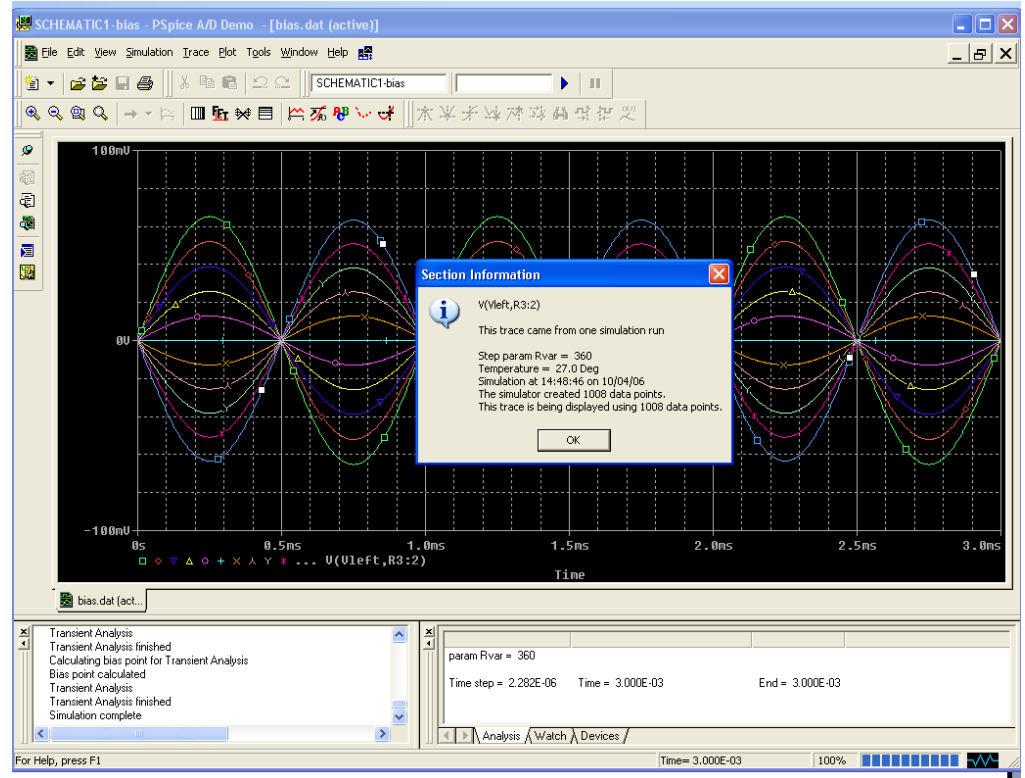 SCHEMATIC1-bias - PSpice A/D Demo - [bias.dat (active)]
File Edit View Simulation Trace Plot Tools Window Help
SCHEMATIC1-bias
FFT
100mV
0V
-100mV
0s 0.5ms 1.0ms 1.5ms 2.0ms 2.5ms 3.0ms
... V(Vleft,R3:2)
Time
Section Information
V(Vleft,R3:2)
This trace came from one simulation run
Step param Rvar = 360
Temperature = 27.0 Deg
Simulation at 14:48:46 on 10/04/06
The simulator created 1008 data points.
This trace is being displayed using 1008 data points.
OK
bias.dat (act...
Transient Analysis
Transient Analysis finished
Calculating bias point for Transient Analysis
Bias point calculated
Transient Analysis
Transient Analysis finished
Simulation complete
param Rvar = 360
Time step = 2.282E-06 Time = 3.000E-03 End = 3.000E-03
Analysis Watch Devices
For Help, press F1 Time= 3.000E-03 100%